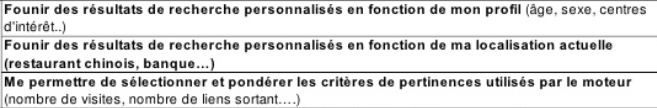 Founir des résultats de recherche personnalisés en fonction de mon profil (âge, sexe, centres
d'intérêt..)
Founir des résultats de recherche personnalisés en fonction de ma localisation actuelle
(restaurant chinois, banque…)
Me permettre de sélectionner et pondérer les critères de pertinences utilisés par le moteur
(nombre de visites, nombre de liens sortant….)